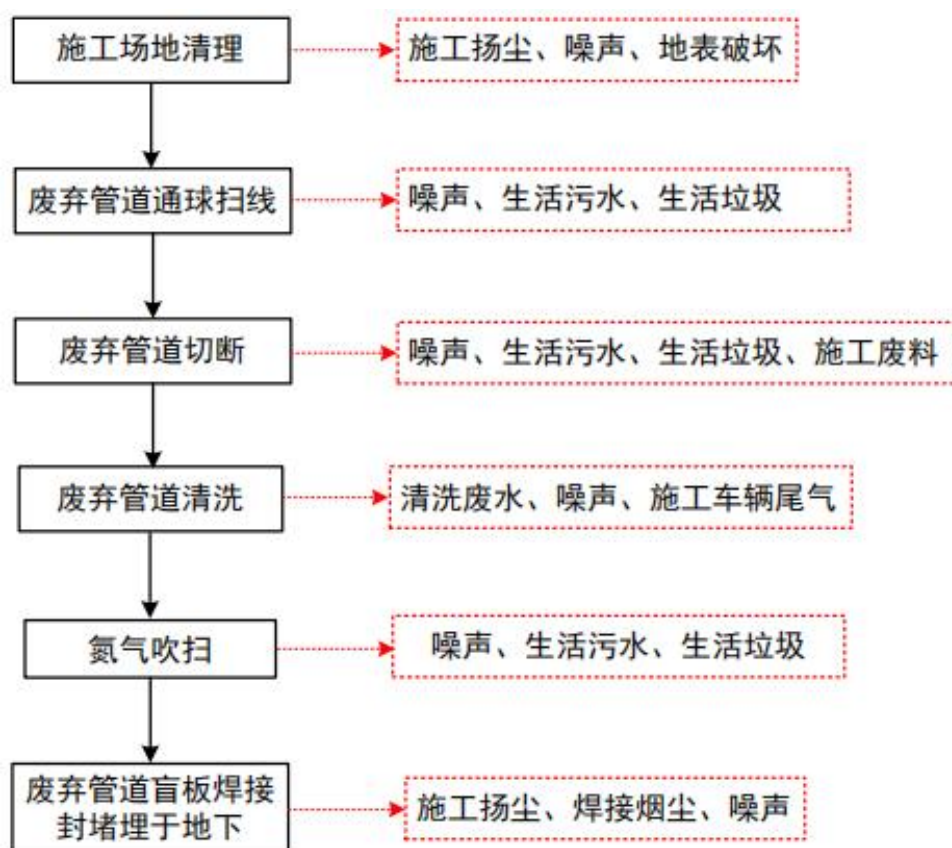 施工场地清理
施工扬尘、噪声、地表破坏
废弃管道通球扫线
噪声、生活污水、生活垃圾
废弃管道切断
噪声、生活污水、生活垃圾、施工废料
废弃管道清洗
清洗废水、噪声、施工车辆尾气
氮气吹扫
噪声、生活污水、生活垃圾
废弃管道盲板焊接
封堵埋于地下
施工扬尘、焊接烟尘、噪声